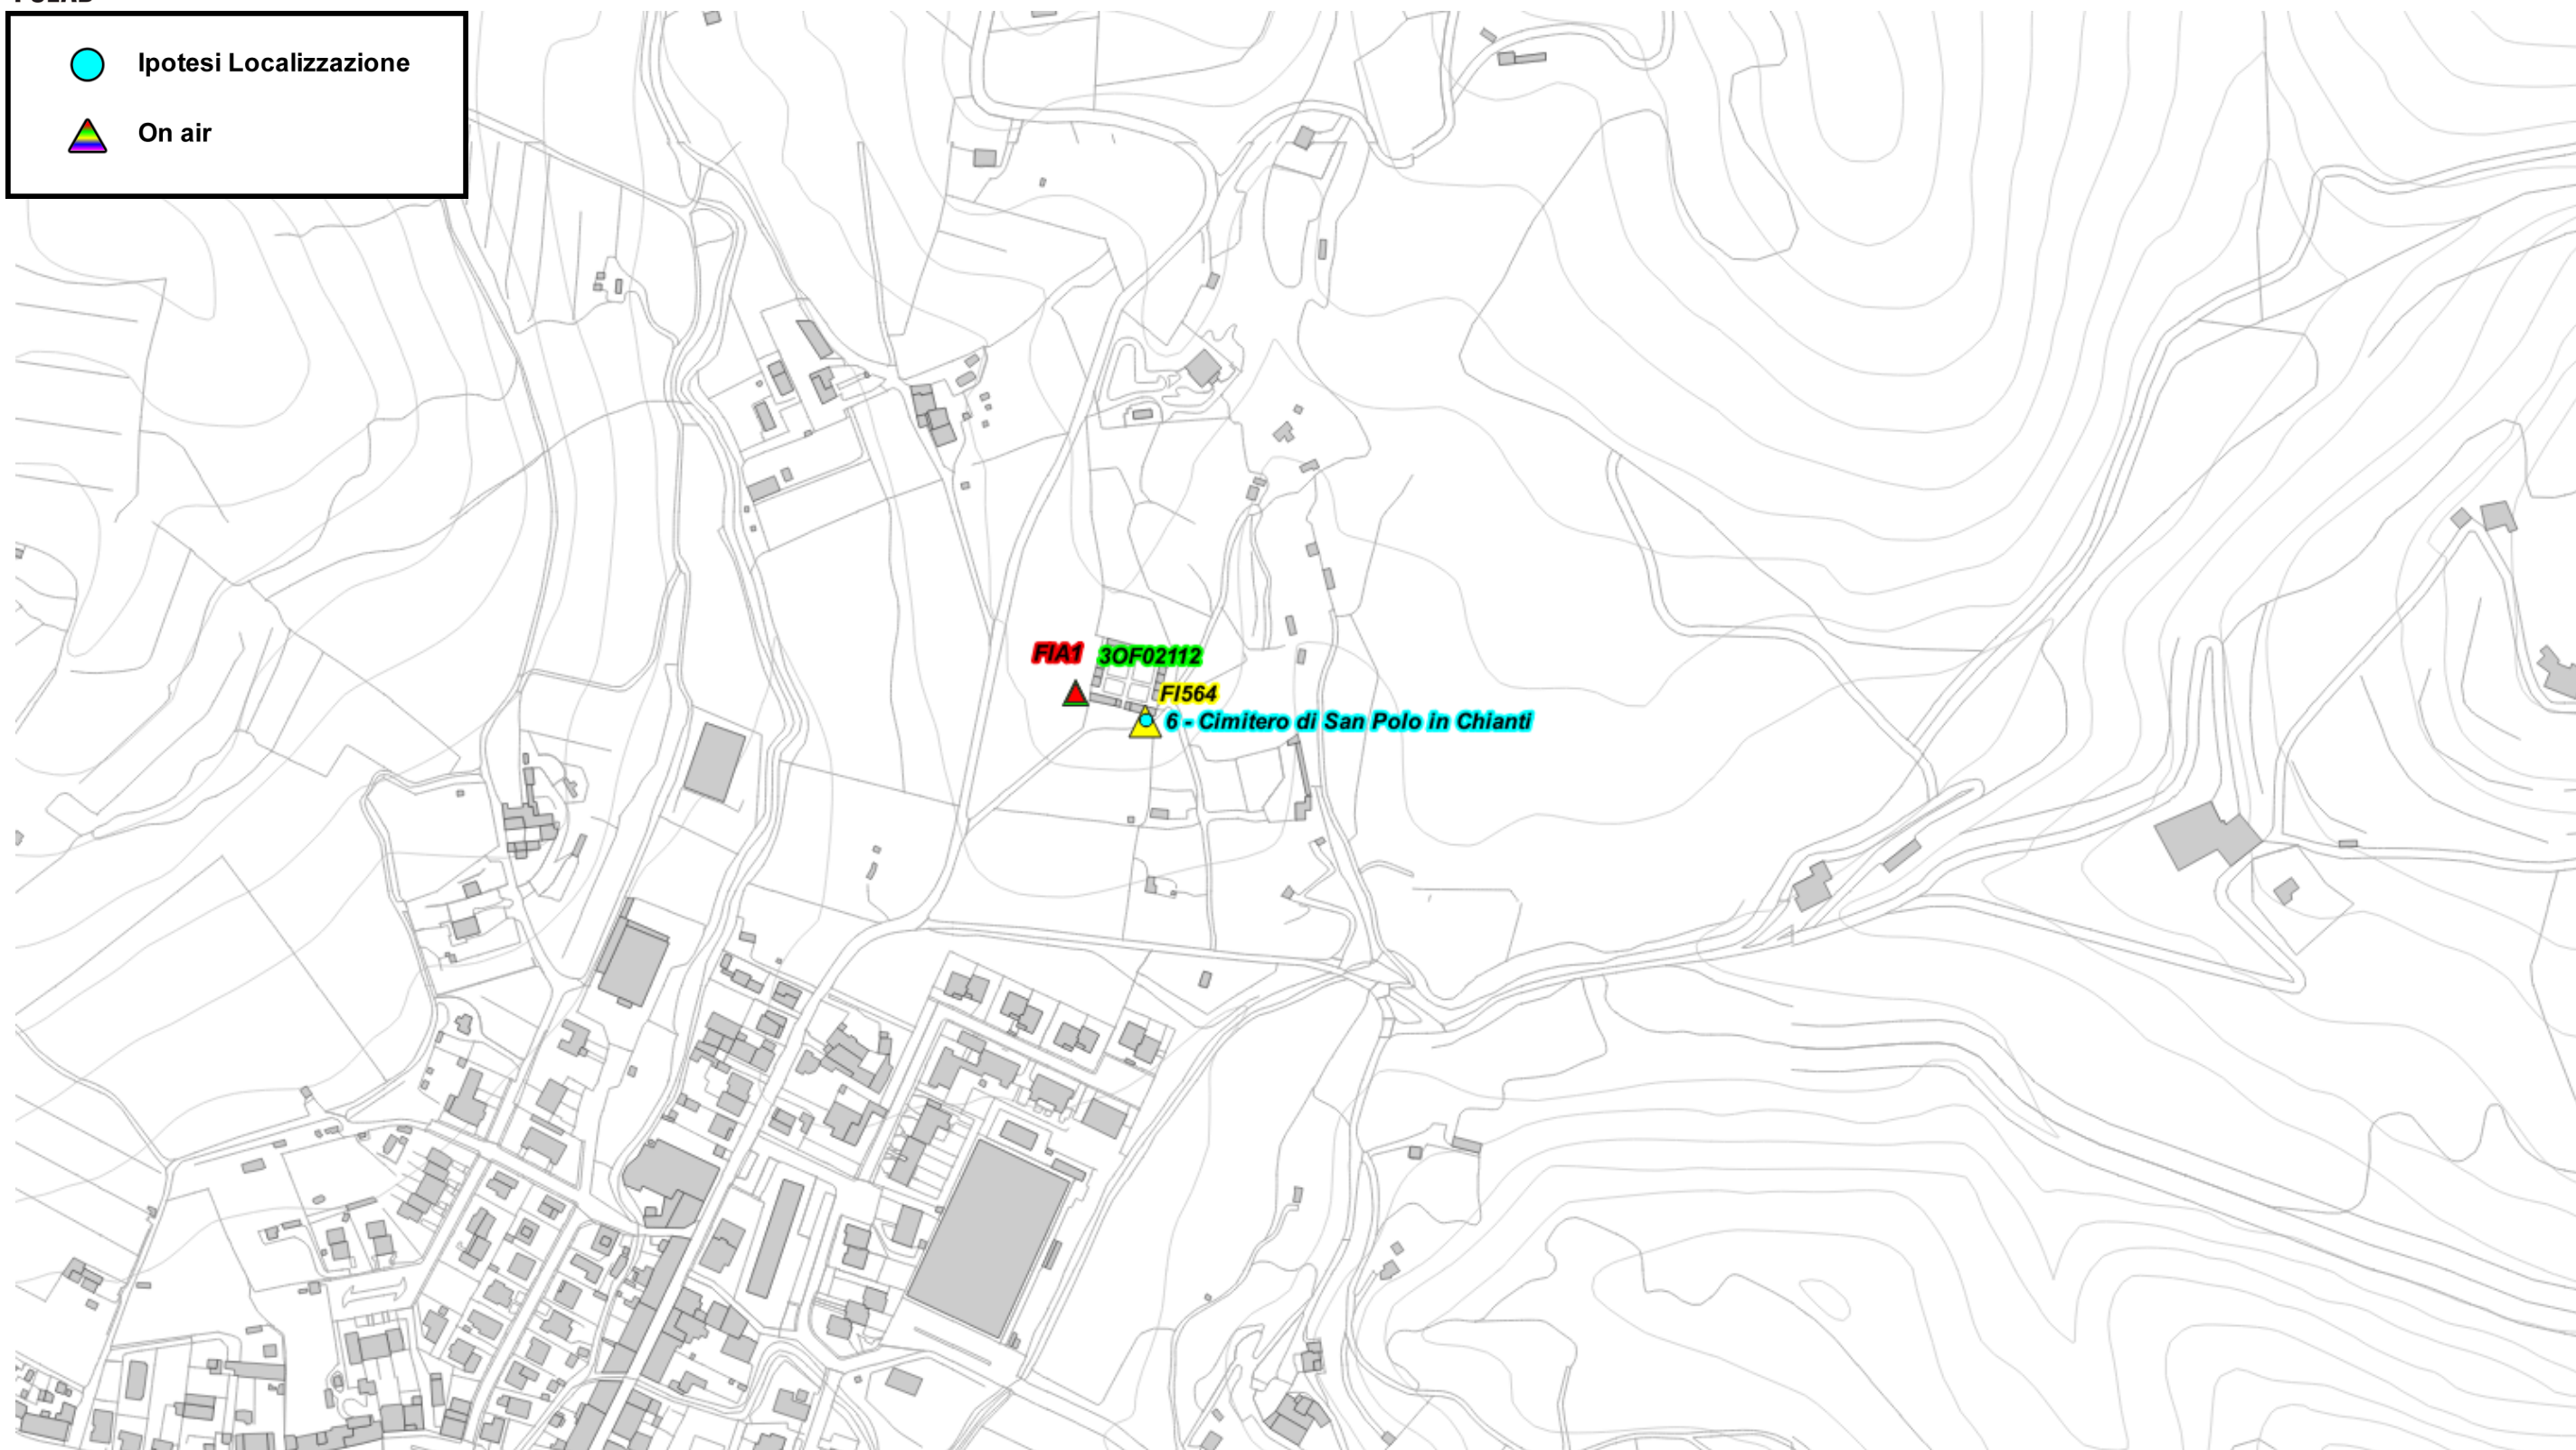 Ipotesi Localizzazione
On air
FIA1
3OF02112
FI564
6 - Cimitero di San Polo in Chianti